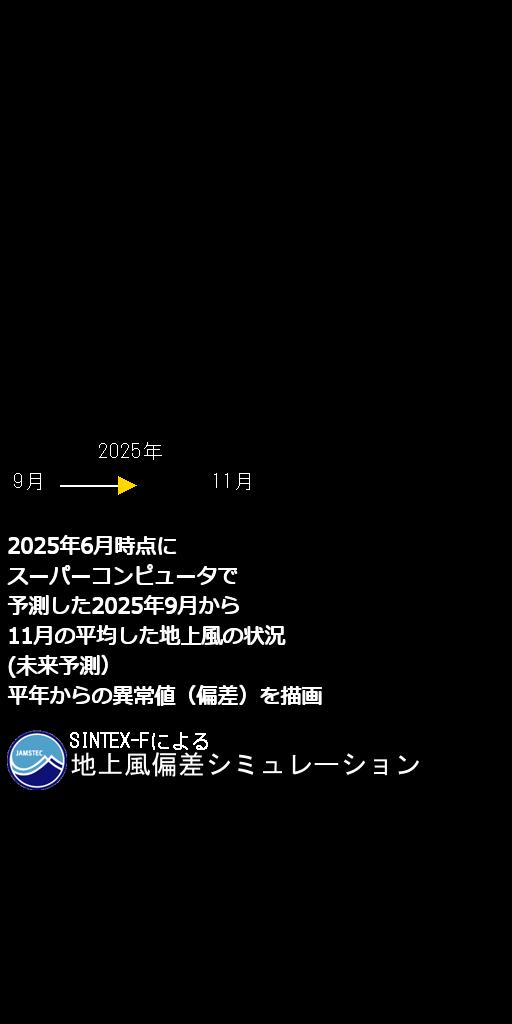 2025年
9月 11月
2025年6月時点に
スーパーコンピュータで
予測した2025年9月から
11月の平均した地上風の状況
(未来予測）
平年からの異常値（偏差）を描画
SINTEX-Fによる
JAMSTEC
地上風偏差シミュレーション